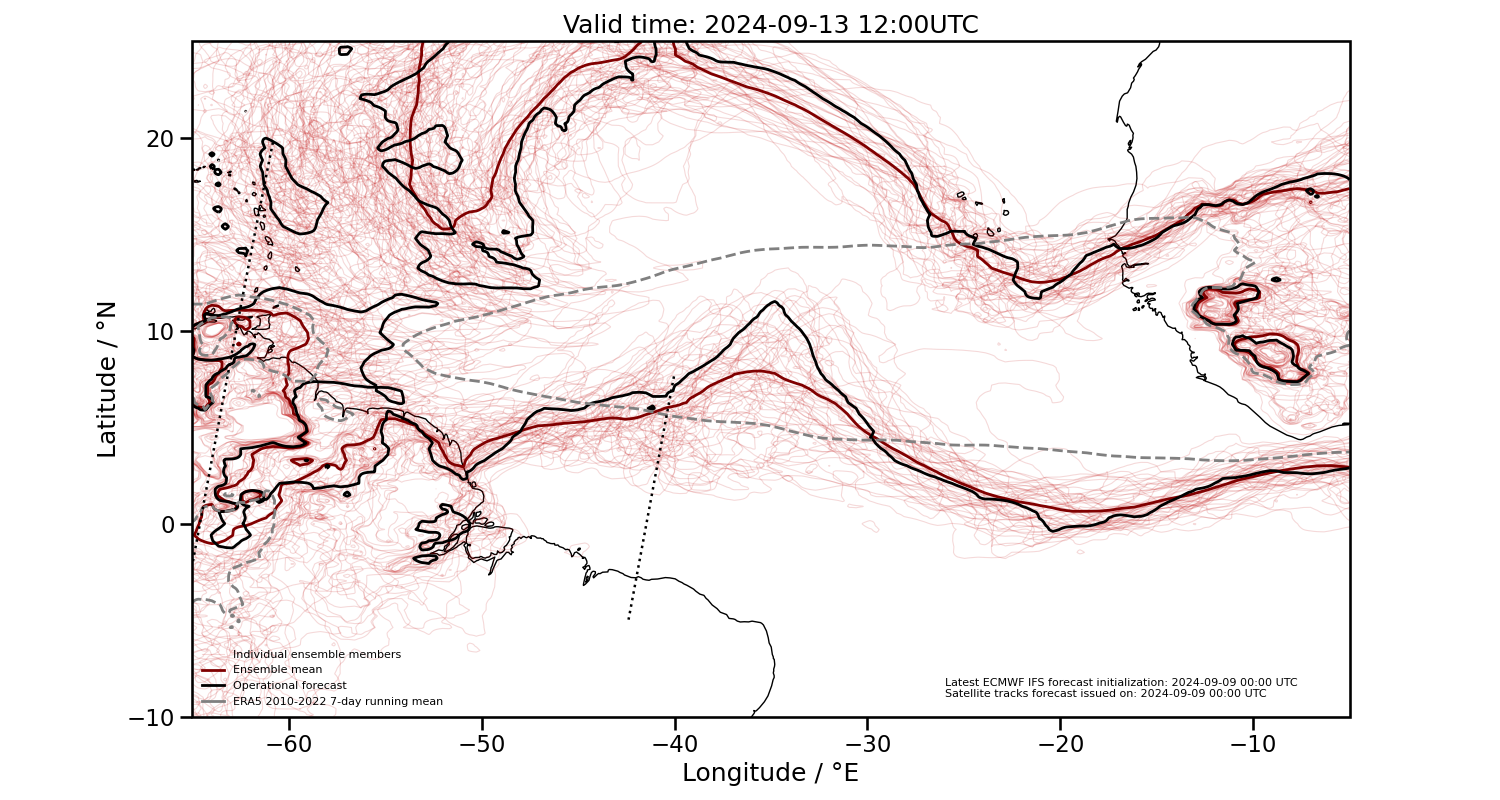 Valid time: 2024-09-13 12:00UTC
Latitude / °N
20
10
0
−10
Individual ensemble members
Ensemble mean
Operational forecast
ERA5 2010-2022 7-day running mean
Latest ECMWF IFS forecast initialization: 2024-09-09 00:00 UTC
Satellite tracks forecast issued on: 2024-09-09 00:00 UTC
−60
−50
−40
−30
−20
−10
Longitude / °E